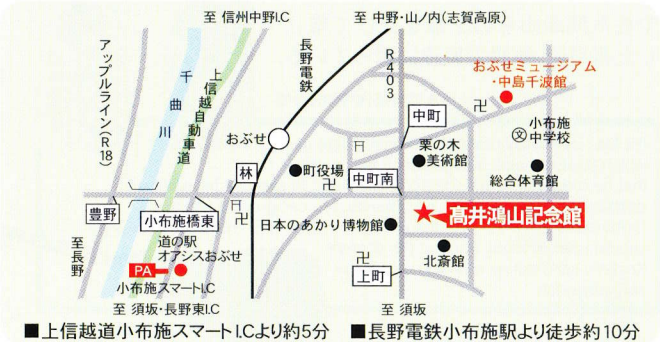 至 信州中野I.C
至 中野・山ノ内(志賀高原)
アップルライン(R18)
千曲川
上信越自動車道
長野電鉄
R403
おぶせミュージアム
・中島千波館
卍
中町
小布施
中学校
文
おぶせ
栗の木
美術館
林
町役場
卍
中町南
総合体育館
豊野
小布施橋東
卍
日本のあかり博物館
高井鴻山記念館
至長野
道の駅
オアシスおぶせ
PA
小布施スマートI.C
卍
上町
北斎館
至 須坂・長野東I.C
至 須坂
■上信越道小布施スマートI.Cより約5分
■長野電鉄小布施駅より徒歩約10分